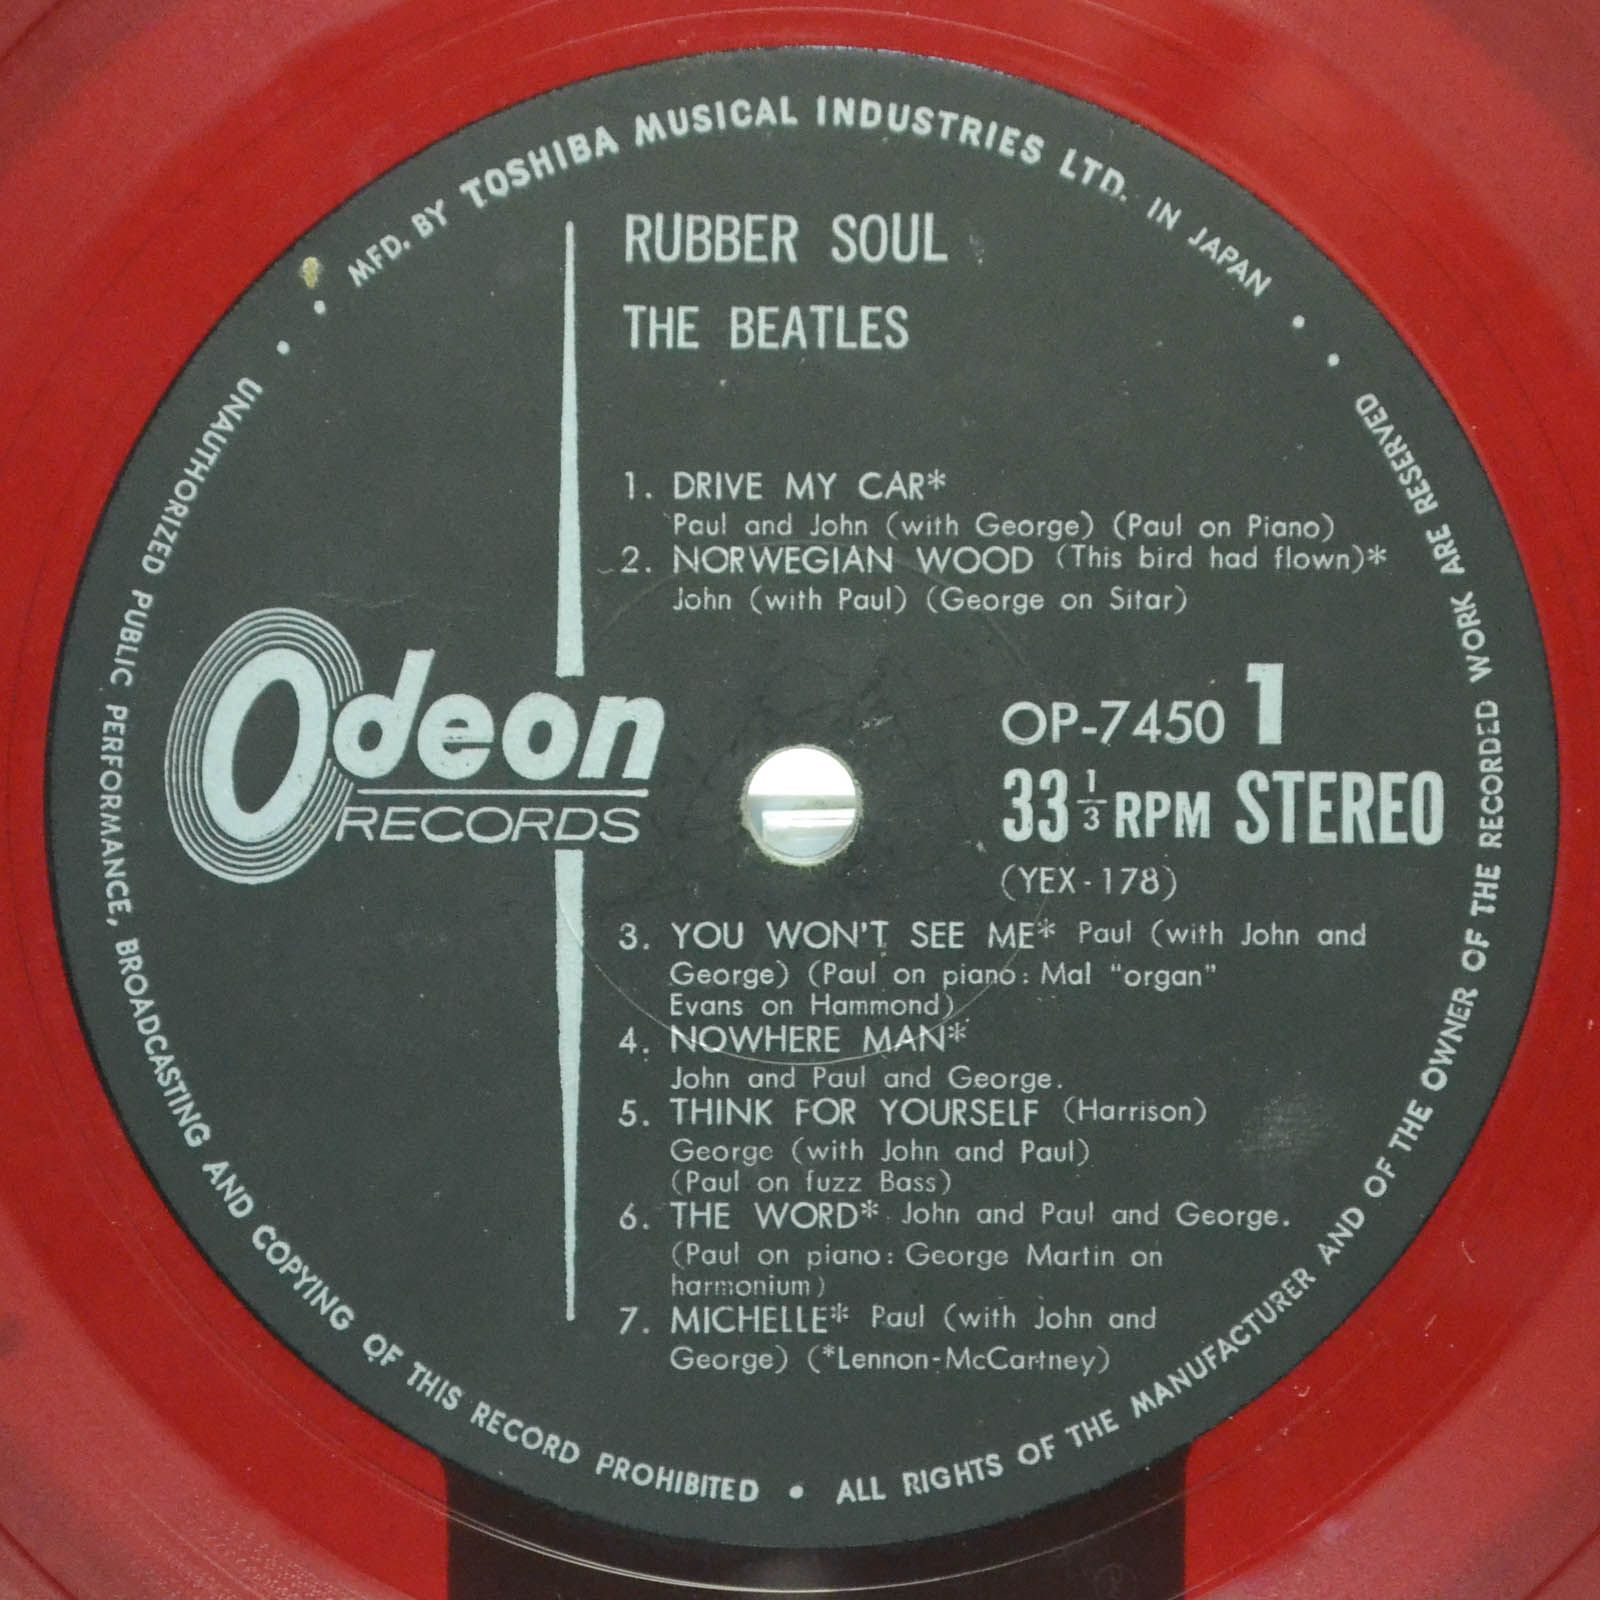 MFD. BY TOSHIBA MUSICAL INDUSTRIES LTD. IN JAPAN
RUBBER SOUL
THE BEATLES
1. DRIVE MY CAR*
Paul and John (with George) (Paul on Piano)
2. NORWEGIAN WOOD (This bird had flown)*
John (with Paul) (George on Sitar)
Odeon
RECORDS
OP-7450 1
33 1/3 RPM STEREO
(YEX-178)
3. YOU WON'T SEE ME* Paul (with John and
George) (Paul on piano: Mal "organ"
Evans on Hammond)
4. NOWHERE MAN*
John and Paul and George.
5. THINK FOR YOURSELF (Harrison)
George (with John and Paul)
(Paul on fuzz Bass)
6. THE WORD* John and Paul and George.
(Paul on piano: George Martin on
harmonium)
7. MICHELLE* Paul (with John and
George) (*Lennon-McCartney)
ALL RIGHTS OF THE MANUFACTURER AND OF THE OWNER OF THE RECORDED WORK ARE RESERVED
UNAUTHORIZED PUBLIC PERFORMANCE, BROADCASTING AND COPYING OF THIS RECORD PROHIBITED